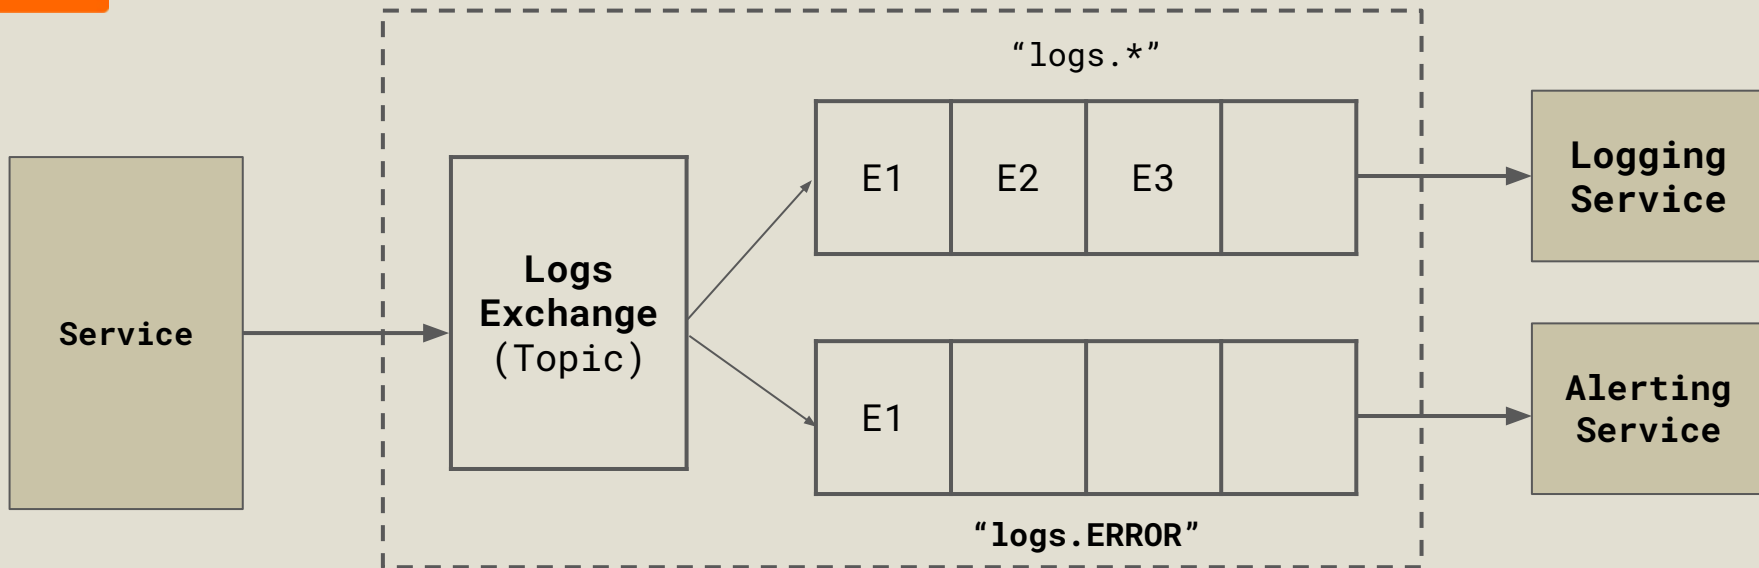 “logs.*”
E1 E2 E3
Logging
Service
Logs
Exchange
(Topic)
Service
E1
Alerting
Service
“logs.ERROR”